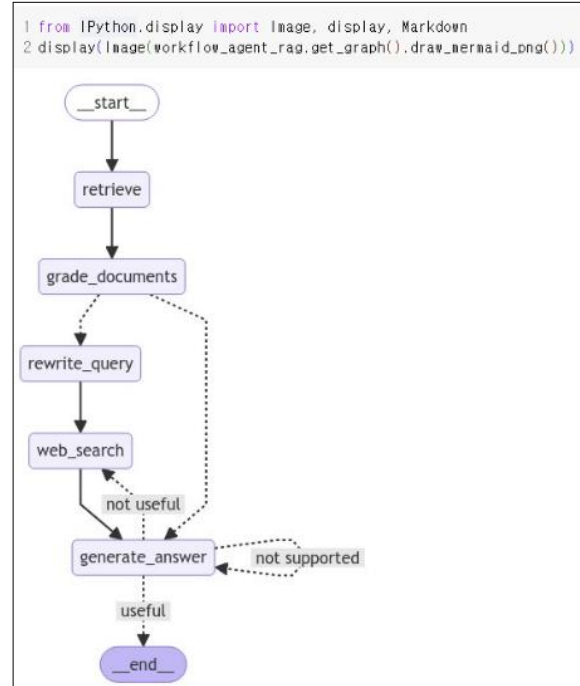 1 from IPython.display import Image, display, Markdown
2 display(Image(workflow_agent_rag.get_graph().draw_mermaid_png()))
__start__
retrieve
grade_documents
rewrite_query
web_search
not useful
generate_answer
not supported
useful
__end__